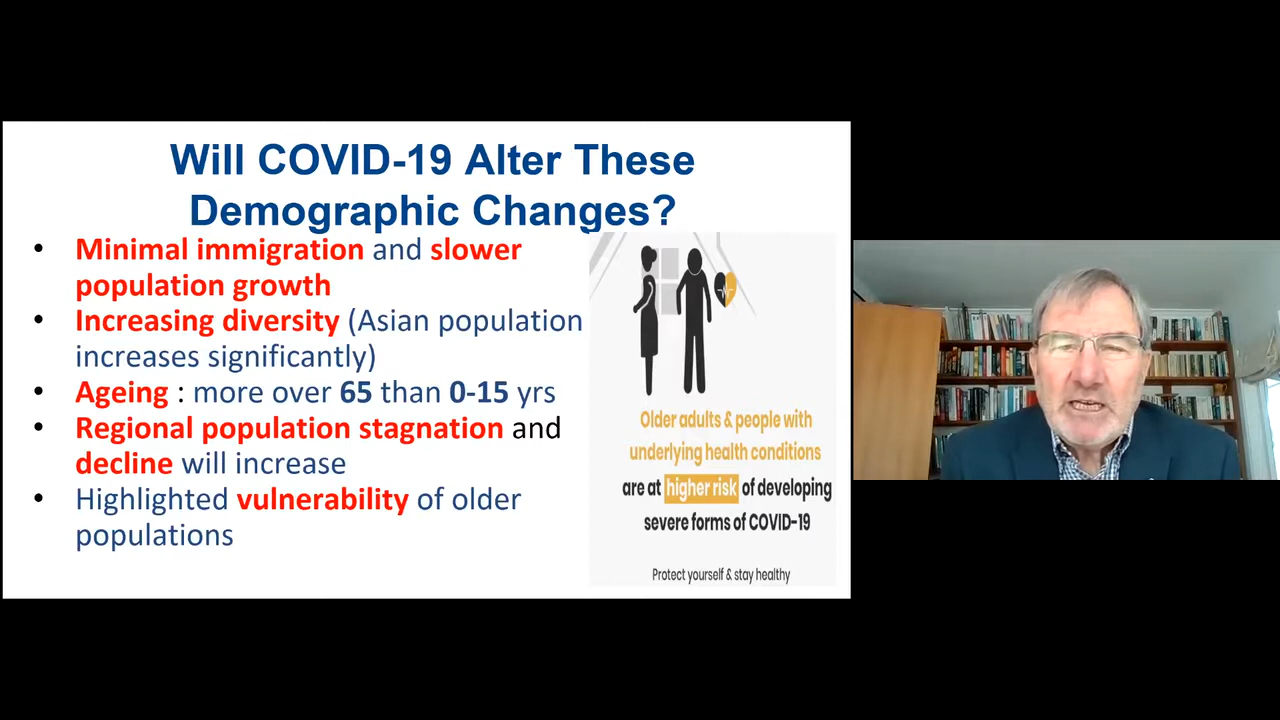 Will COVID-19 Alter These
Demographic Changes?
• Minimal immigration and slower
population growth
• Increasing diversity (Asian population
increases significantly)
• Ageing : more over 65 than 0-15 yrs
• Regional population stagnation and
decline will increase
• Highlighted vulnerability of older
populations
Older adults & people with
underlying health conditions
are at higher risk of developing
severe forms of COVID-19
Protect yourself & stay healthy